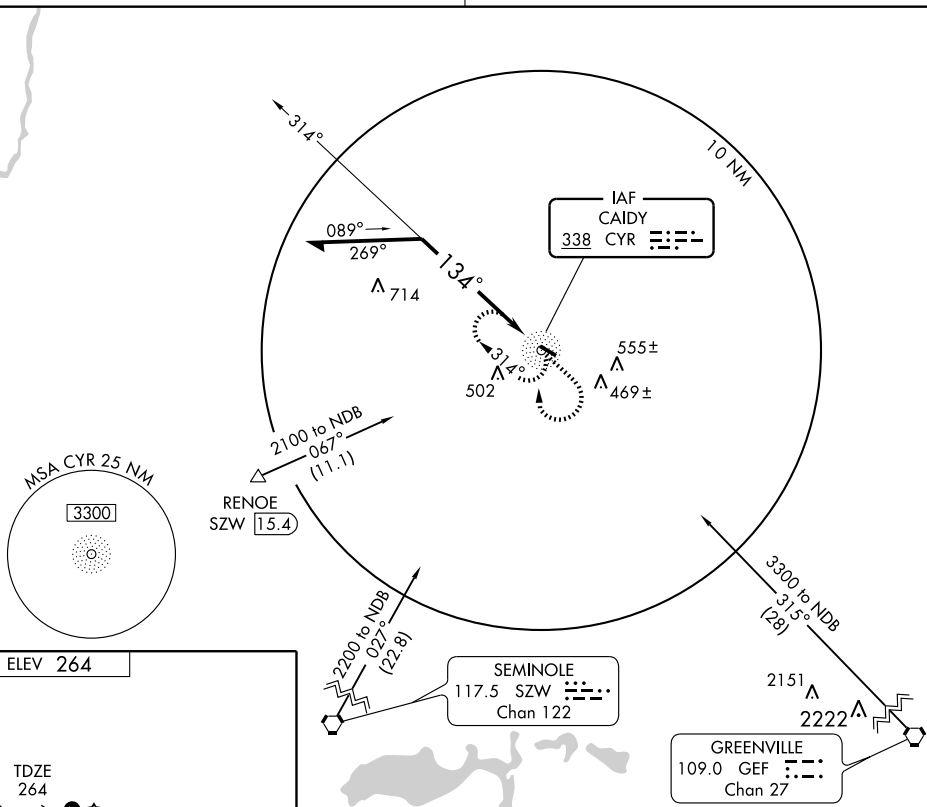 314°
10 NM
IAF
CAIDY
338 CYR
089°
269°
134°
714
314°
555±
502
469±
2100 to NDB
067°
(11.1)
MSA CYR 25 NM
3300
RENOE
SZW 15.4
3300 to NDB
315°
(28)
2200 to NDB
027°
(22.8)
ELEV 264
SEMINOLE
117.5 SZW
Chan 122
2151
2222
GREENVILLE
109.0 GEF
Chan 27
TDZE
264